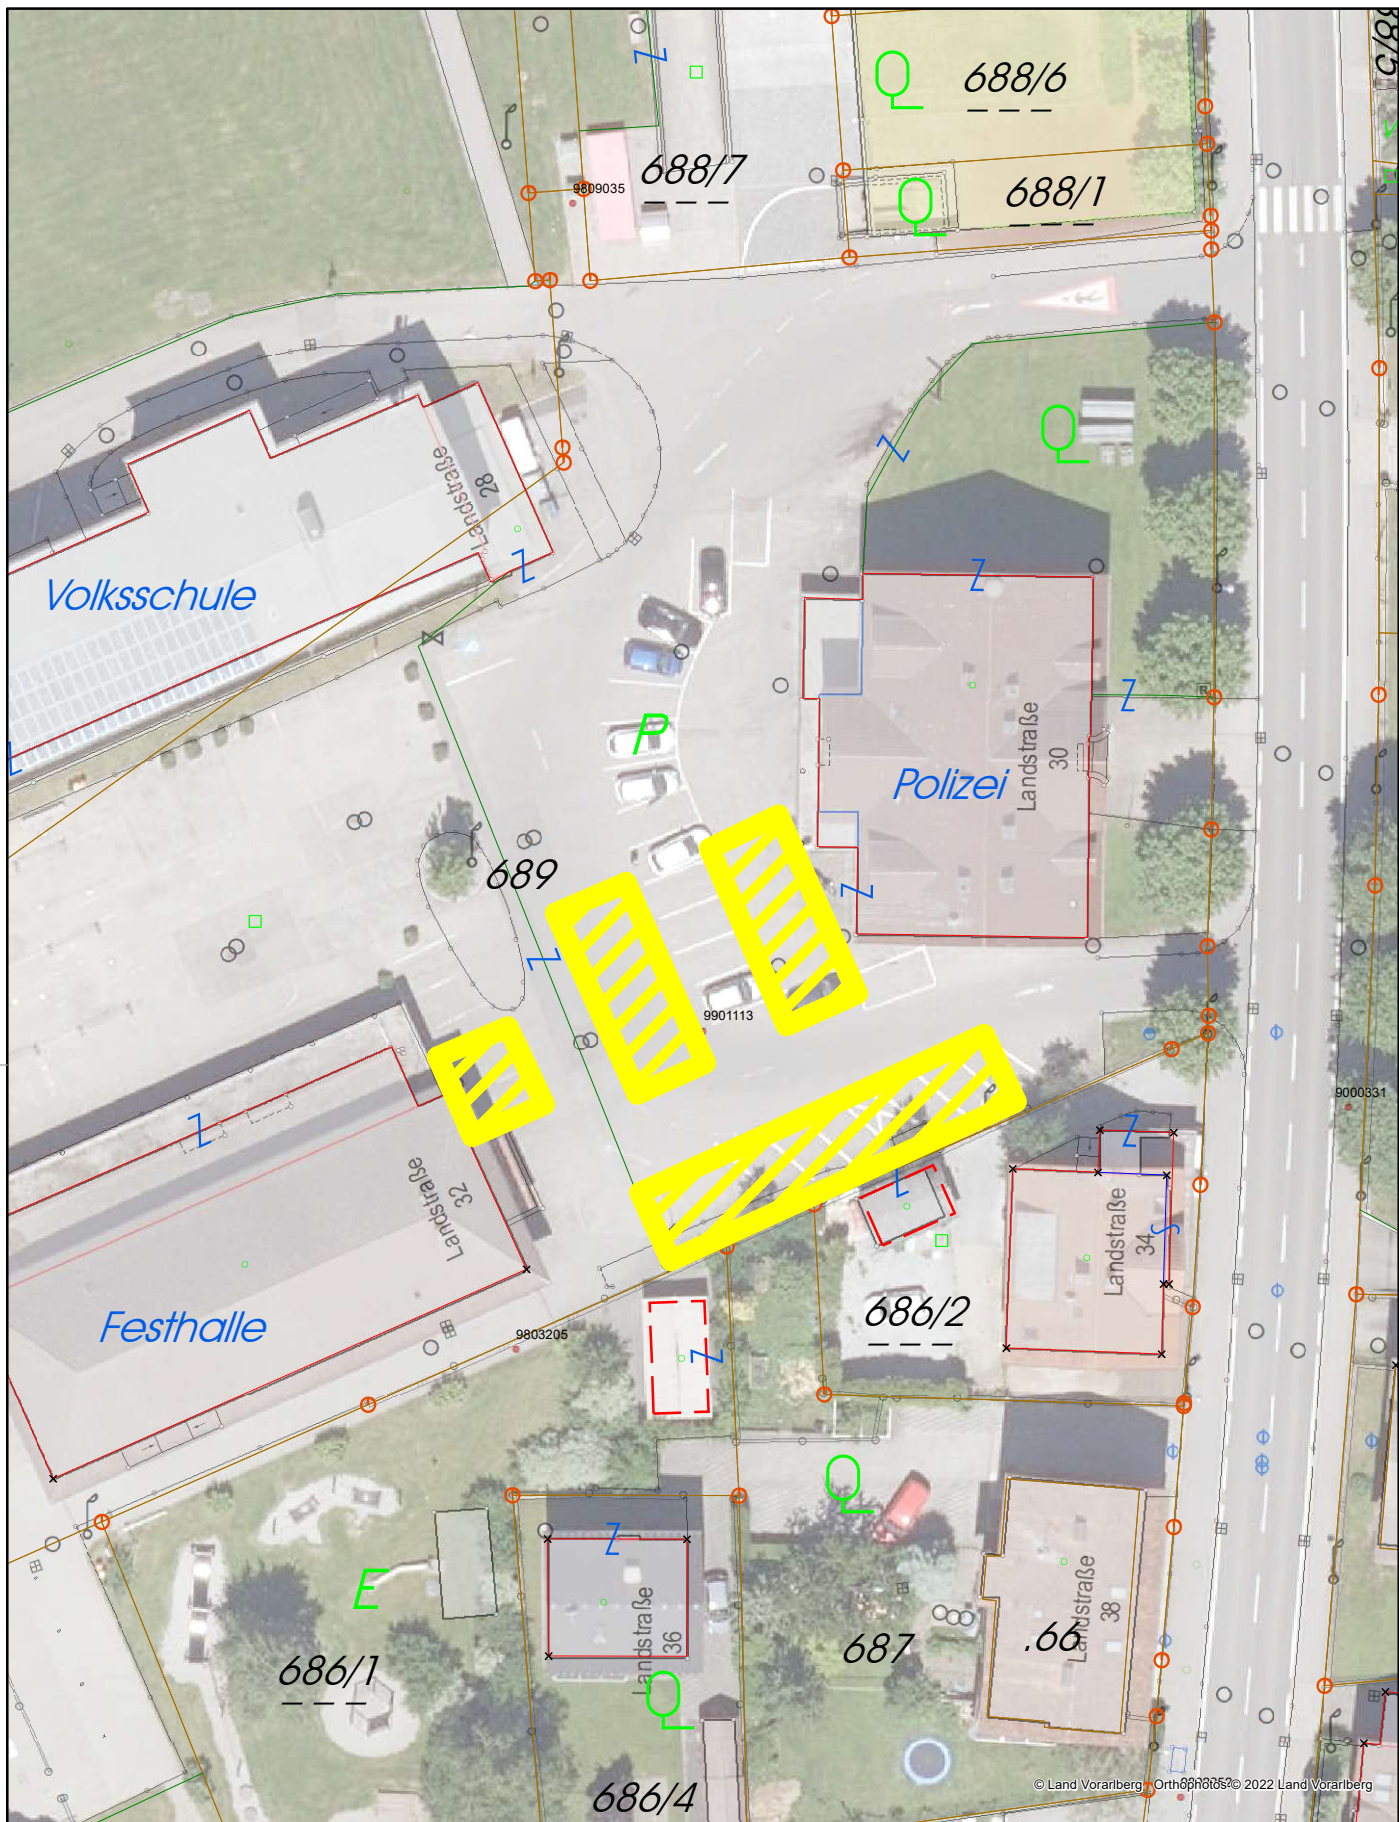 88/5
Z
Q
688/6
688/7
9809035
Q
688/1
Q
Z
Landstraße
28
Volksschule
Z
Z
P
Z
R
Z
Landstraße
30
Polizei
689
Z
Z
9901113
9000331
Z
Z
Landstraße
32
Z
Landstraße
34
S
Festhalle
686/2
9803205
Z
Q
Z
E
Landstraße
36
687
.66
Landstraße
38
686/1
Q
686/4
© Land Vorarlberg, Orthophotos © 2022 Land Vorarlberg